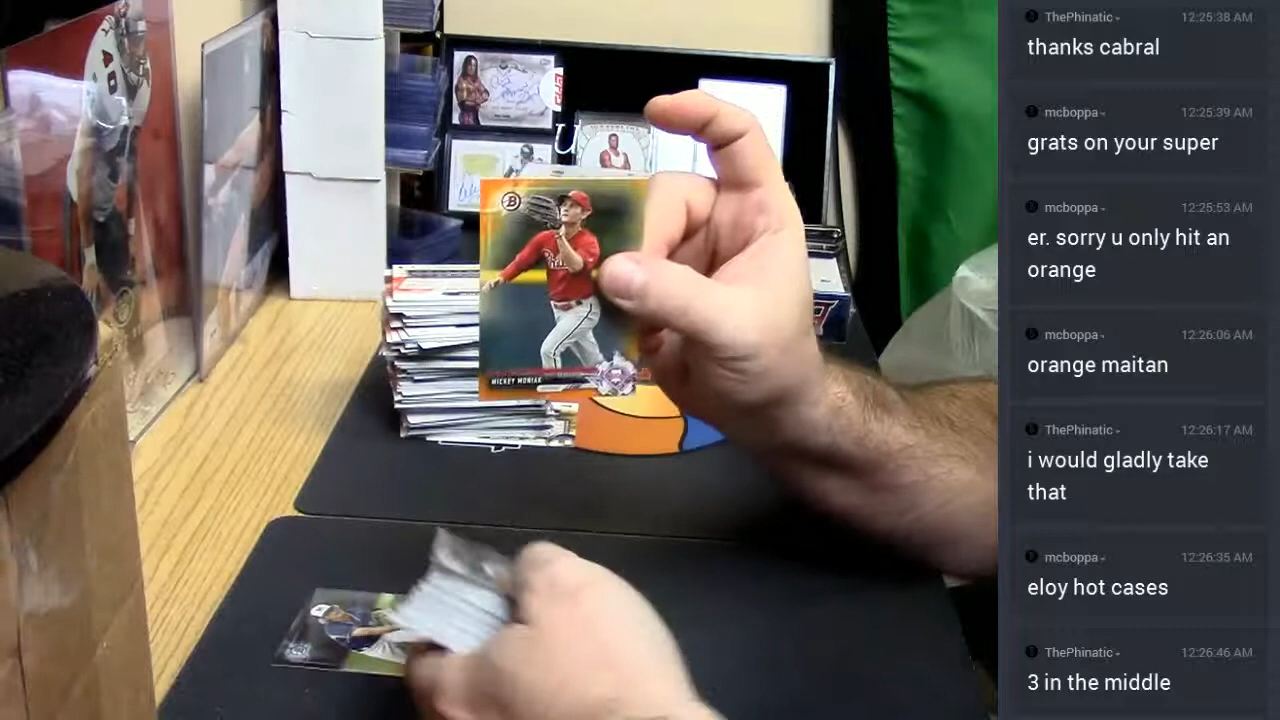 MICKEY MONIAK
B
U
ThePhinatic
12:25:38 AM
thanks cabral
mcboppa
12:25:39 AM
grats on your super
mcboppa
12:25:53 AM
er. sorry u only hit an
orange
mcboppa
12:26:06 AM
orange maitan
ThePhinatic
12:26:17 AM
i would gladly take
that
mcboppa
12:26:35 AM
eloy hot cases
ThePhinatic
12:26:46 AM
3 in the middle